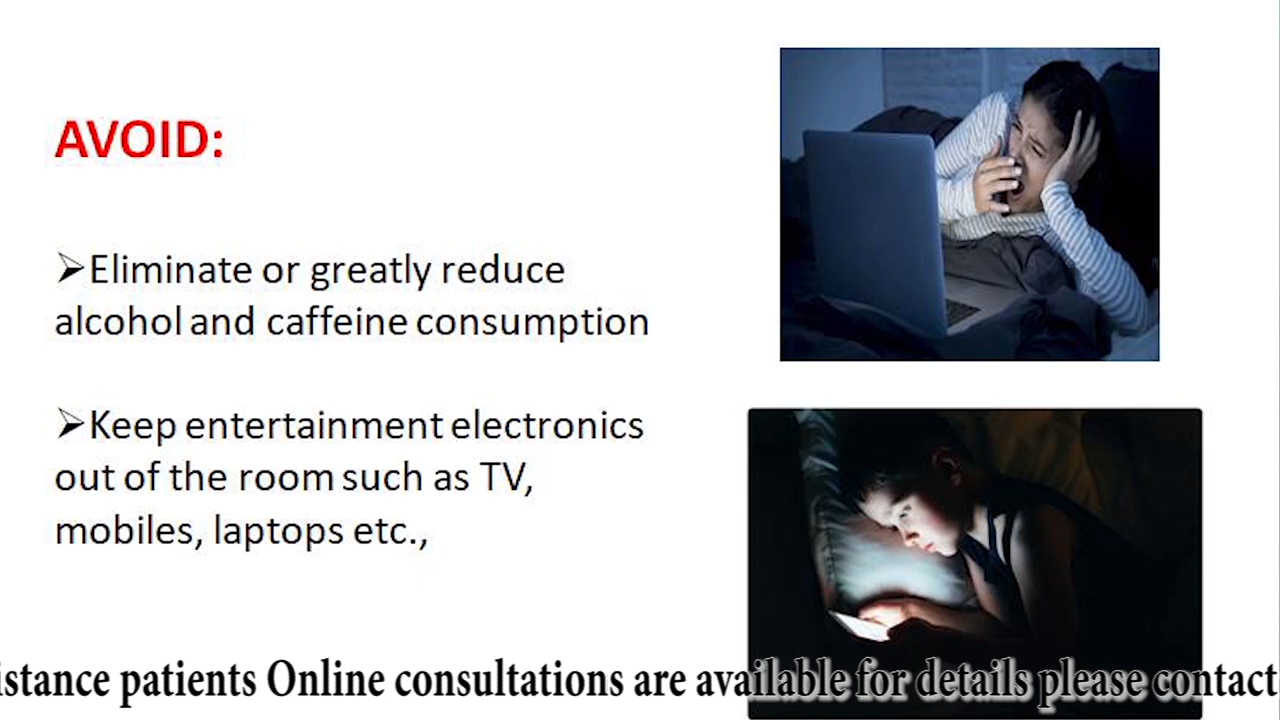 AVOID:
➢Eliminate or greatly reduce
alcohol and caffeine consumption
➢Keep entertainment electronics
out of the room such as TV,
mobiles, laptops etc.,
istance patients Online consultations are available for details please contact